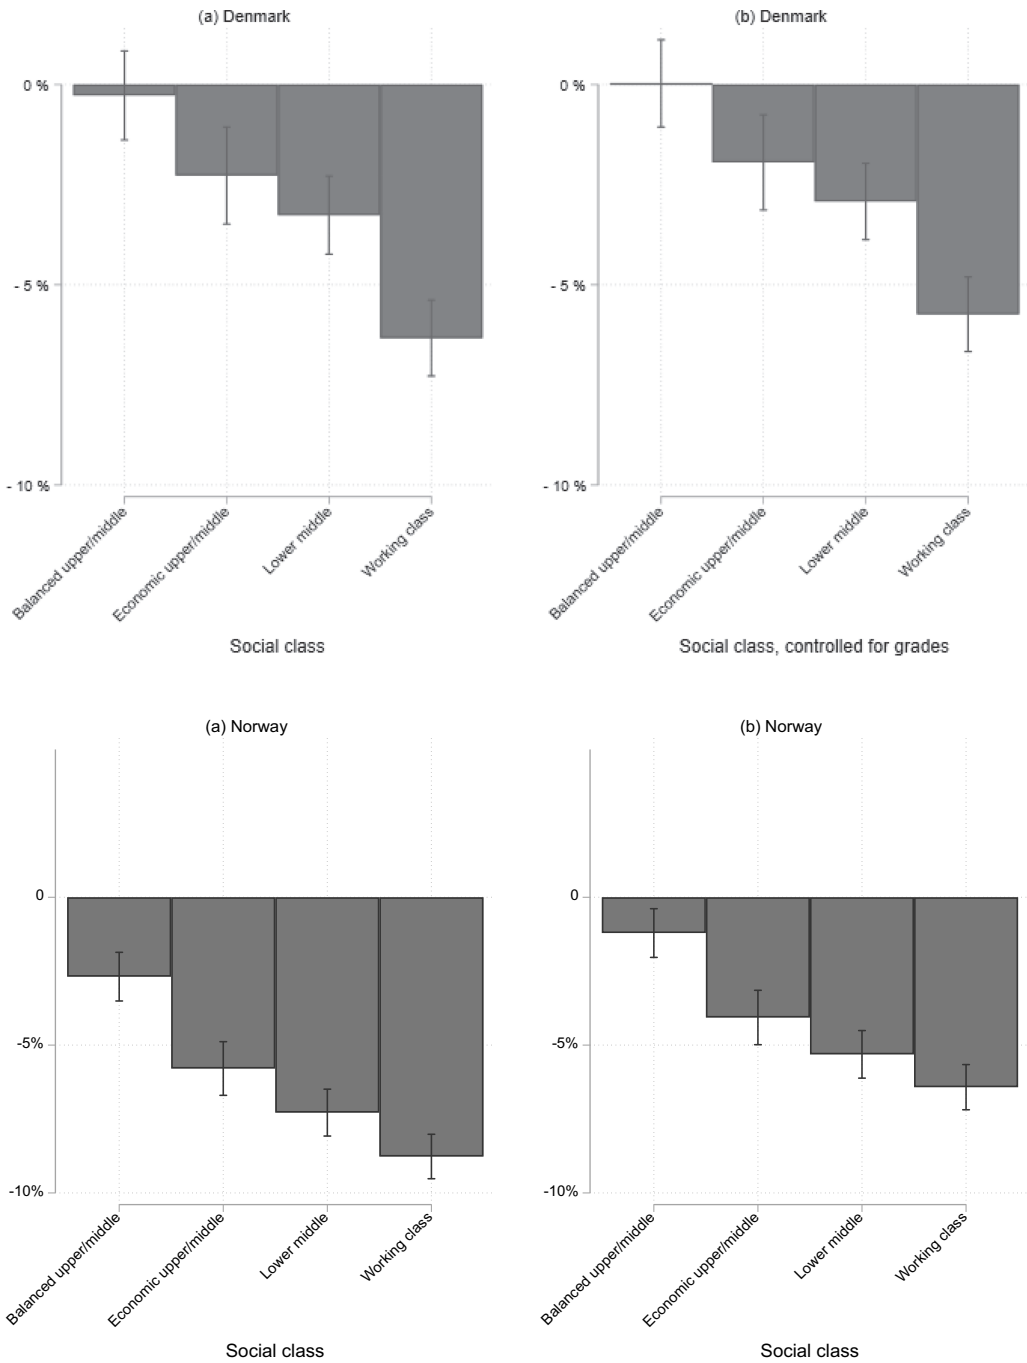 (a) Denmark
0 %
- 5 %
- 10 %
Balanced upper/middle
Economic upper/middle
Lower middle
Working class
Social class
(b) Denmark
0 %
- 5 %
- 10 %
Balanced upper/middle
Economic upper/middle
Lower middle
Working class
Social class, controlled for grades
(a) Norway
0
-5%
-10%
Balanced upper/middle
Economic upper/middle
Lower middle
Working class
Social class
(b) Norway
0
-5%
-10%
Balanced upper/middle
Economic upper/middle
Lower middle
Working class
Social class